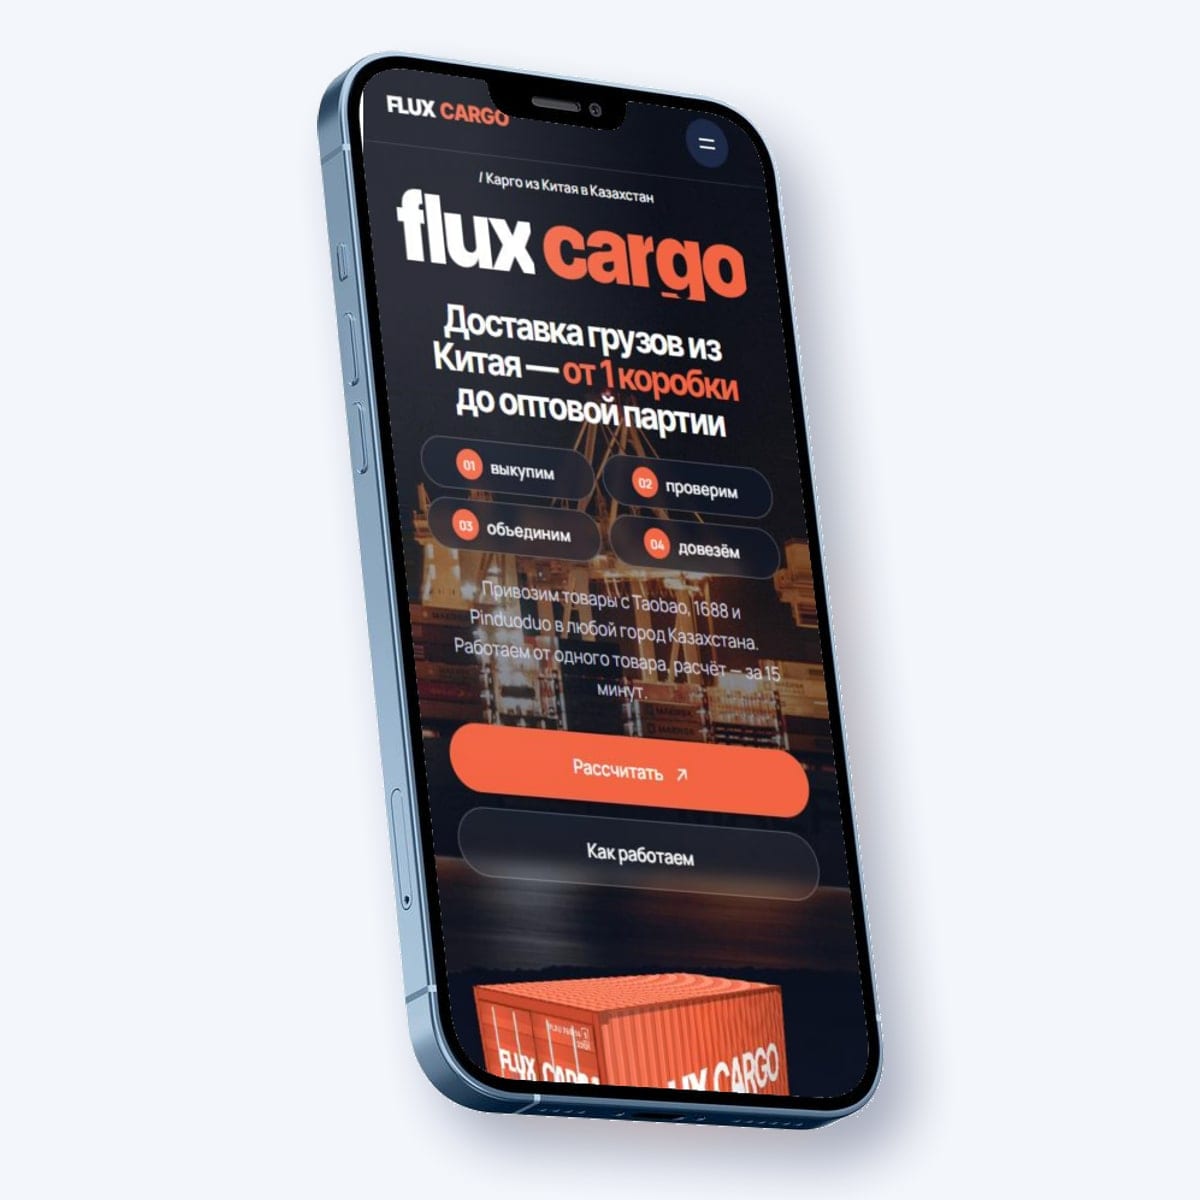 FLUX CARGO
/ Карго из Китая в Казахстан
flux cargo
Доставка грузов из
Китая — от 1 коробки
до оптовой партии
01 выкупим
02 проверим
03 объединим
04 довезём
Привозим товары с Taobao, 1688 и
Pinduoduo в любой город Казахстана.
Работаем от одного товара, расчёт — за 15
минут.
Рассчитать ↗
Как работаем
FLUX CARGO
FLUX CARGO